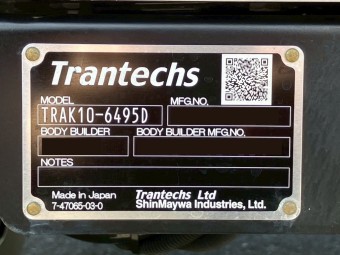 Trantechs
MODEL MFG.NO.
TRAK10-6495D
BODY BUILDER BODY BUILDER MFG.NO.
NOTES
Made in Japan Trantechs Ltd
7-47065-03-0 ShinMaywa Industries, Ltd.